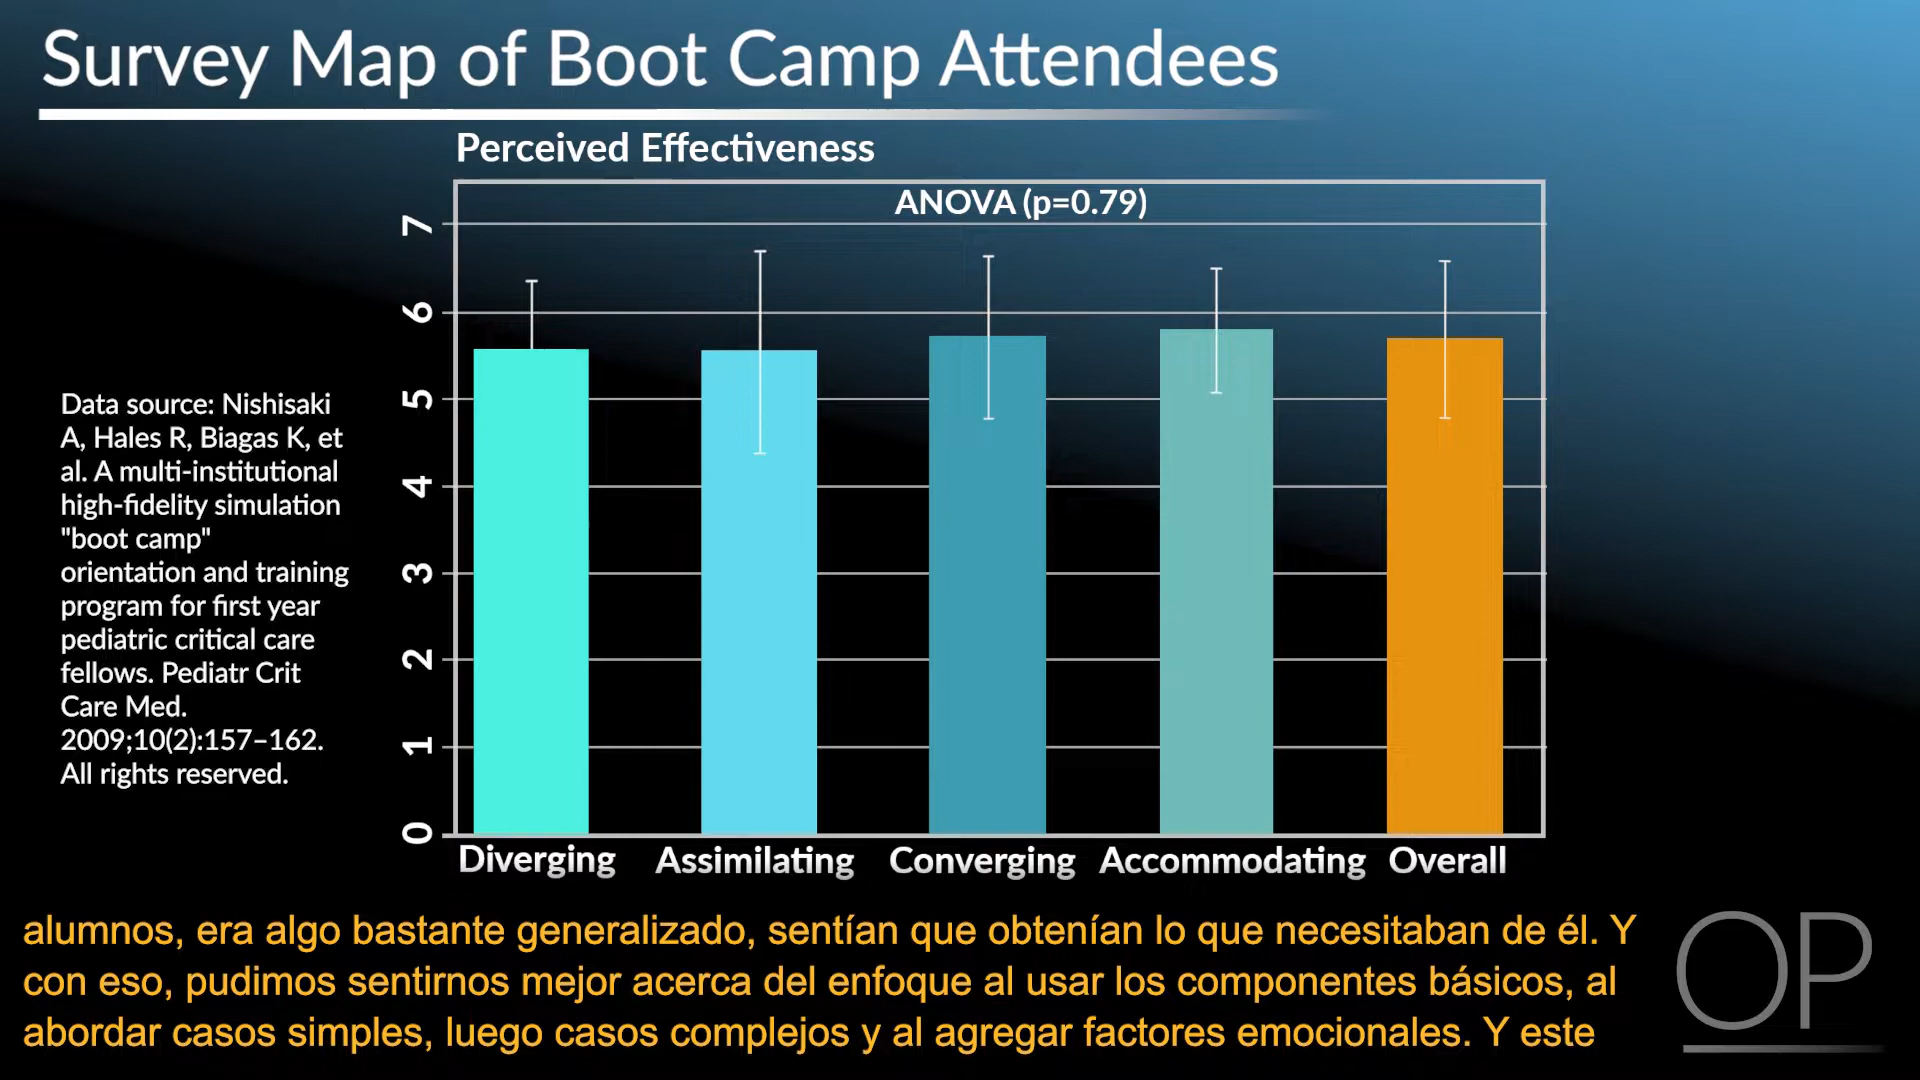 Survey Map of Boot Camp Attendees
Perceived Effectiveness
ANOVA (p=0.79)
7
6
5
4
3
2
1
0
Diverging Assimilating Converging Accommodating Overall
Data source: Nishisaki
A, Hales R, Biagas K, et
al. A multi-institutional
high-fidelity simulation
"boot camp"
orientation and training
program for first year
pediatric critical care
fellows. Pediatr Crit
Care Med.
2009;10(2):157–162.
All rights reserved.
alumnos, era algo bastante generalizado, sentían que obtenían lo que necesitaban de él. Y
con eso, pudimos sentirnos mejor acerca del enfoque al usar los componentes básicos, al
abordar casos simples, luego casos complejos y al agregar factores emocionales. Y este
OP